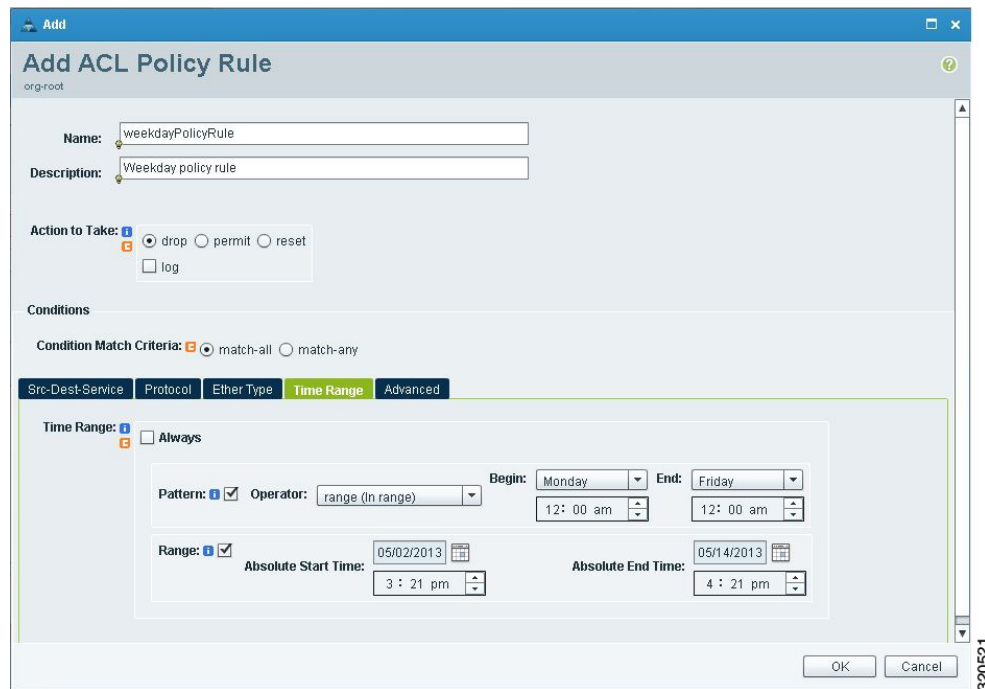 Add
Add ACL Policy Rule
org-root
Name: weekdayPolicyRule
Description: Weekday policy rule
Action to Take: drop permit reset
log
Conditions
Condition Match Criteria: match-all match-any
Src-Dest-Service Protocol Ether Type Time Range Advanced
Time Range: Always
Pattern: Operator: range (In range) Begin: Monday End: Friday
12: 00 am 12: 00 am
Range: Absolute Start Time: 05/02/2013 Absolute End Time: 05/14/2013
3 : 21 pm 4 : 21 pm
OK Cancel
320521